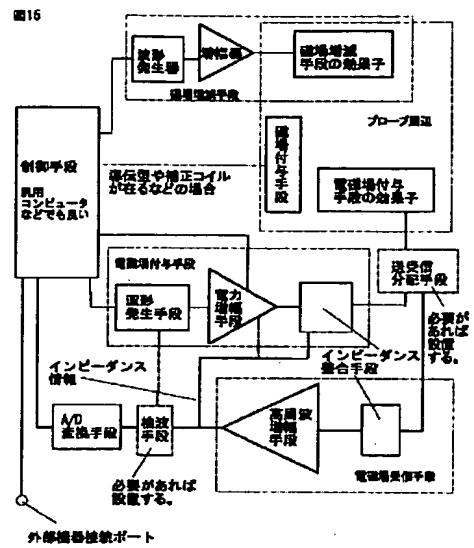 図15
波形
発生器
増幅器
磁場増減
手段の効果子
磁場増減手段
プローブ周辺
制御手段
汎用
コンピュータ
などでも良い
導伝型や補正コイル
が在るなどの場合
磁場付与
手段
電磁場付与
手段の効果子
電磁場付与手段
波形
発生手段
電力
増幅
手段
送受信
分配手段
必要が
あれば
設置
する。
インピーダンス
整合手段
インピーダンス
情報
A/D
変換手段
検波
手段
高周波
増幅
手段
必要があれば
設置する。
電磁場受信手段
外部機器接続ポート